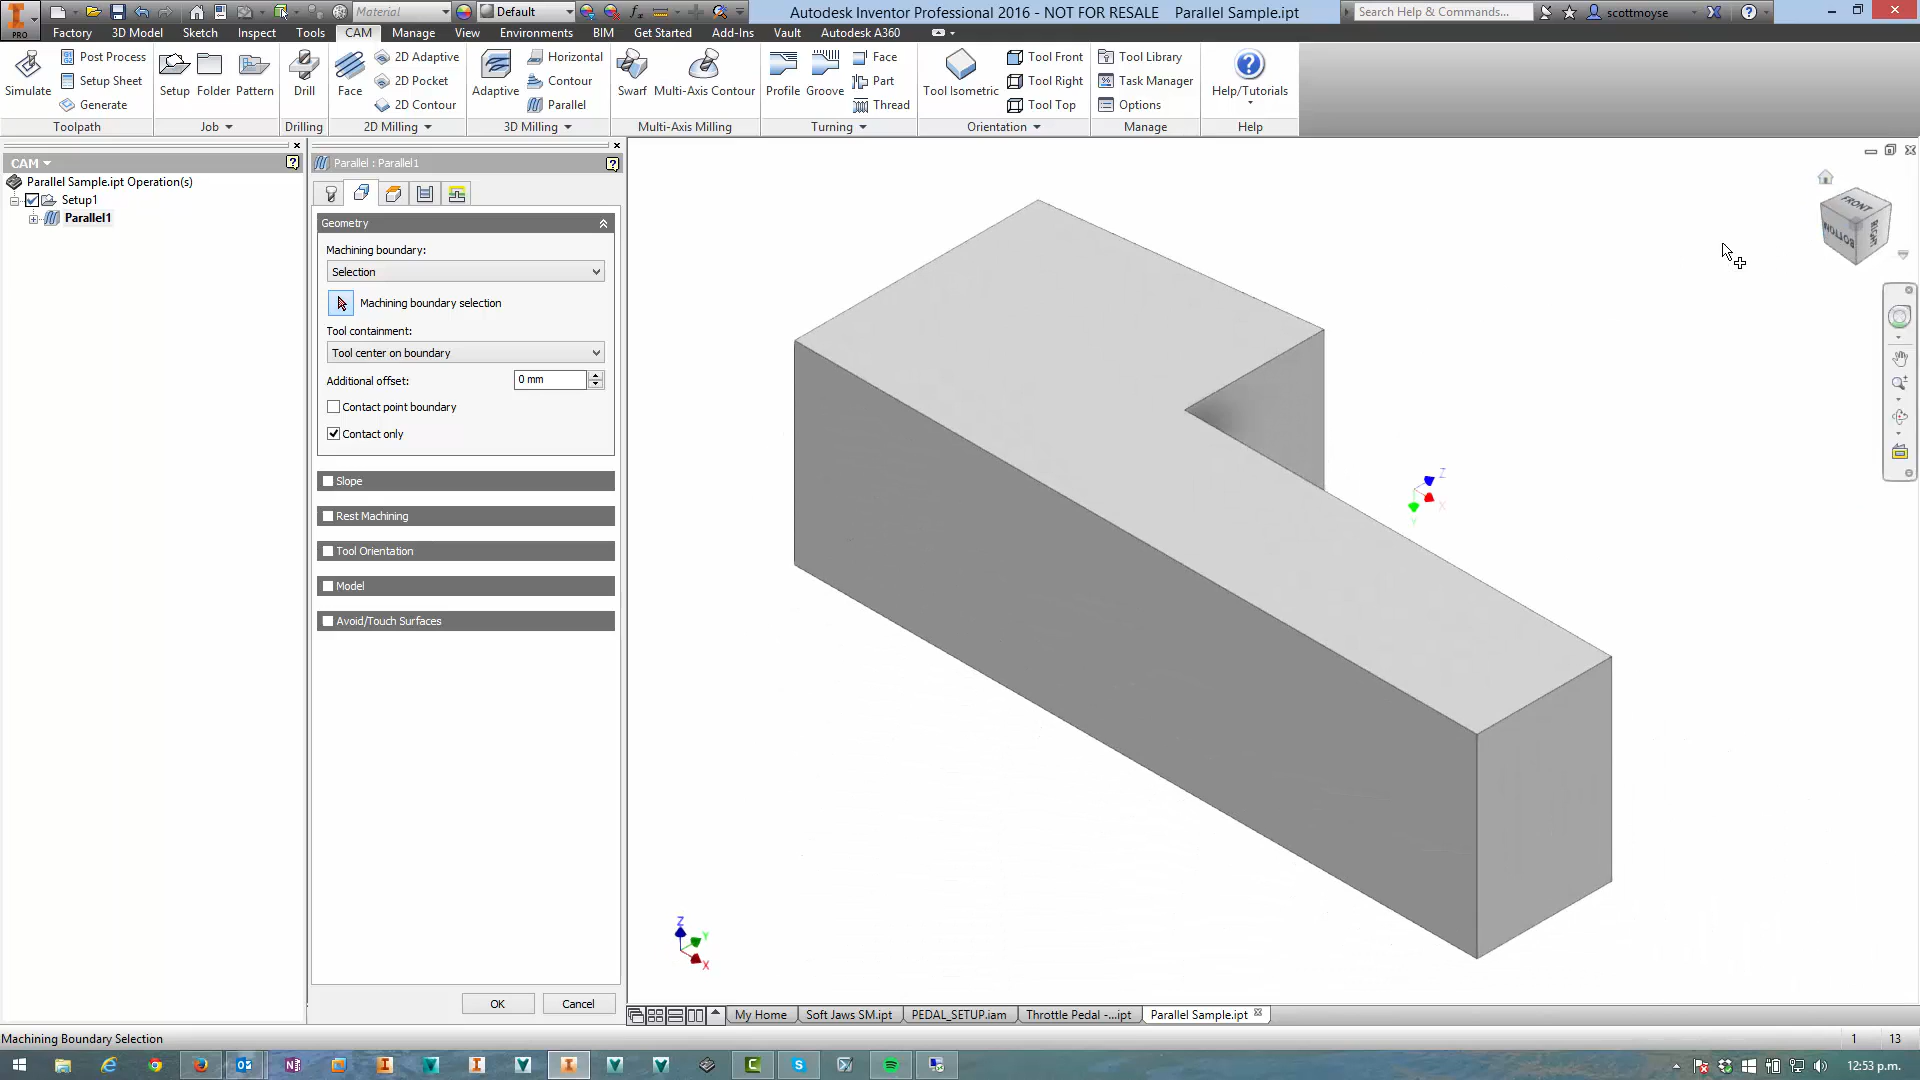 Material
Default
Autodesk Inventor Professional 2016 - NOT FOR RESALE Parallel Sample.ipt
Search Help & Commands...
scottmoyse
PRO
Factory 3D Model Sketch Inspect Tools CAM Manage View Environments BIM Get Started Add-Ins Vault Autodesk A360
Simulate
Post Process
Setup Sheet
Generate
Toolpath
Setup Folder Pattern
Job
Drill
Drilling
Face
2D Adaptive
2D Pocket
2D Contour
2D Milling
Adaptive
Horizontal
Contour
Parallel
3D Milling
Swarf Multi-Axis Contour
Multi-Axis Milling
Profile Groove
Face
Part
Thread
Turning
Tool Isometric
Tool Front
Tool Right
Tool Top
Orientation
Tool Library
Task Manager
Options
Manage
Help/Tutorials
Help
CAM
Parallel Sample.ipt Operation(s)
Setup1
Parallel1
Parallel : Parallel1
Geometry
Machining boundary:
Selection
Machining boundary selection
Tool containment:
Tool center on boundary
Additional offset:
0 mm
Contact point boundary
Contact only
Slope
Rest Machining
Tool Orientation
Model
Avoid/Touch Surfaces
OK
Cancel
FRONT
BOTTOM
RIGHT
Z
X
Y
Z
Y
X
My Home
Soft Jaws SM.ipt
PEDAL_SETUP.iam
Throttle Pedal -...ipt
Parallel Sample.ipt
Machining Boundary Selection
1
13
12:53 p.m.